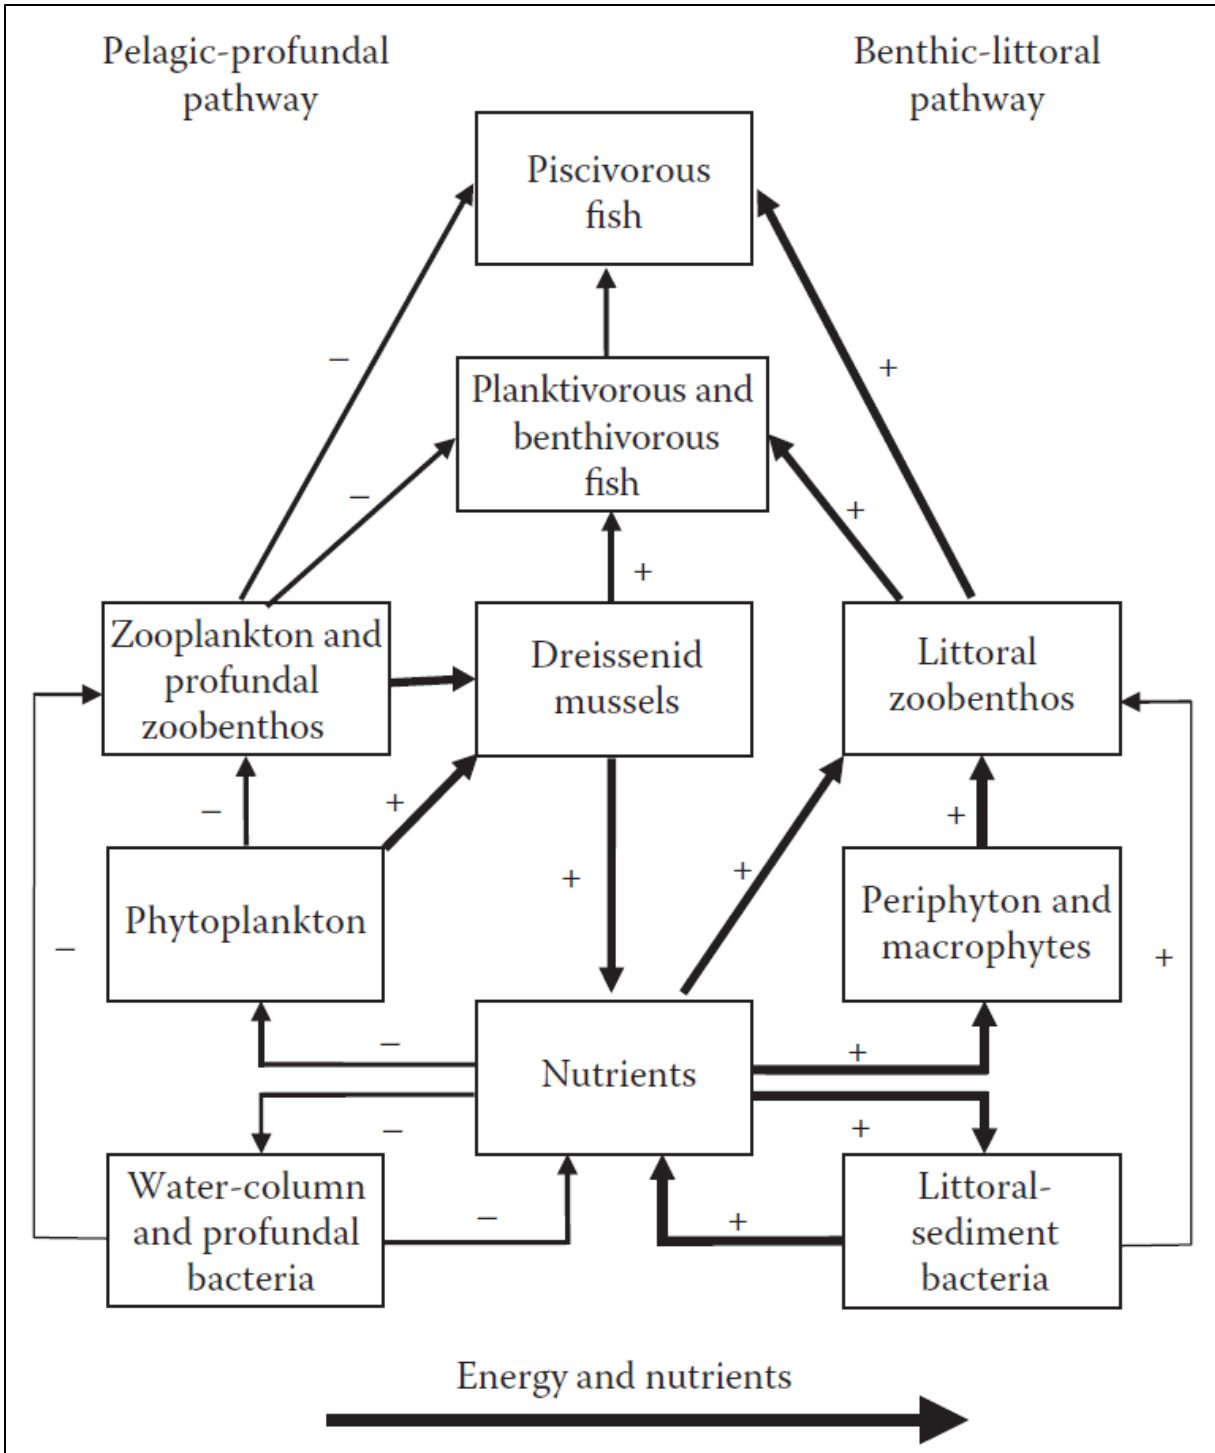 Pelagic-profundal
pathway
Benthic-littoral
pathway
Piscivorous
fish
–
+
Planktivorous and
benthivorous
fish
–
+
+
Zooplankton and
profundal
zoobenthos
Dreissenid
mussels
Littoral
zoobenthos
–
+
+
+
+
Phytoplankton
Periphyton and
macrophytes
–
+
–
+
Nutrients
–
+
Water-column
and profundal
bacteria
–
+
Littoral-
sediment
bacteria
Energy and nutrients